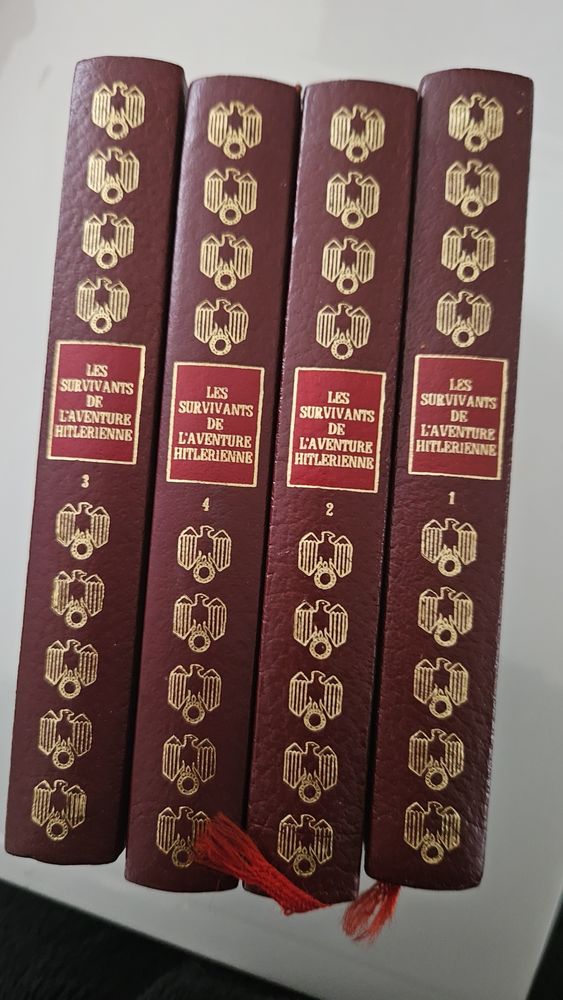 LES
SURVIVANTS
DE
L'AVENTURE
HITLERIENNE
3
LES
SURVIVANTS
DE
L'AVENTURE
HITLERIENNE
4
LES
SURVIVANTS
DE
L'AVENTURE
HITLERIENNE
2
LES
SURVIVANTS
DE
L'AVENTURE
HITLERIENNE
1